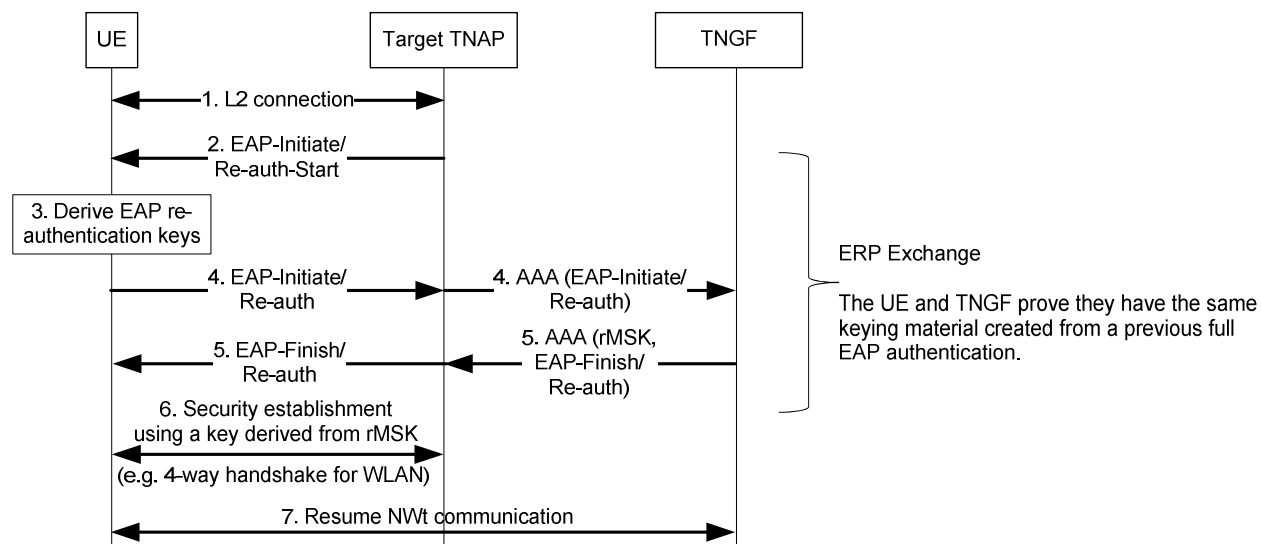 UE
Target TNAP
TNGF
1. L2 connection
2. EAP-Initiate/
Re-auth-Start
3. Derive EAP re-
authentication keys
4. EAP-Initiate/
Re-auth
4. AAA (EAP-Initiate/
Re-auth)
5. EAP-Finish/
Re-auth
5. AAA (rMSK,
EAP-Finish/
Re-auth)
ERP Exchange
The UE and TNGF prove they have the same
keying material created from a previous full
EAP authentication.
6. Security establishment
using a key derived from rMSK
(e.g. 4-way handshake for WLAN)
7. Resume NWt communication